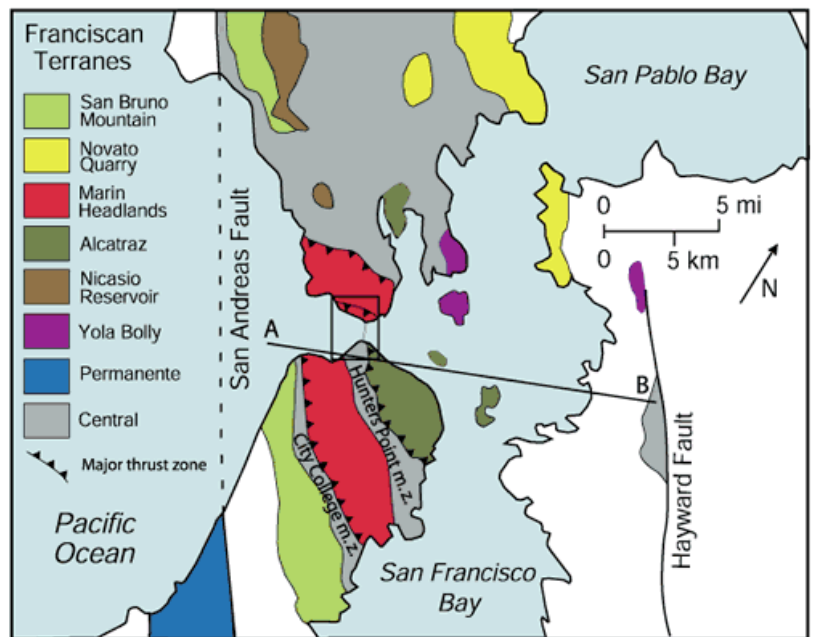 Franciscan
Terranes
San Bruno
Mountain
Novato
Quarry
Marin
Headlands
Alcatraz
Nicasio
Reservoir
Yola Bolly
Permanente
Central
Major thrust zone
Pacific
Ocean
San Andreas Fault
A
City College m.z.
Hunters Point m.z.
San Francisco
Bay
San Pablo Bay
0 5 mi
0 5 km
N
B
Hayward Fault